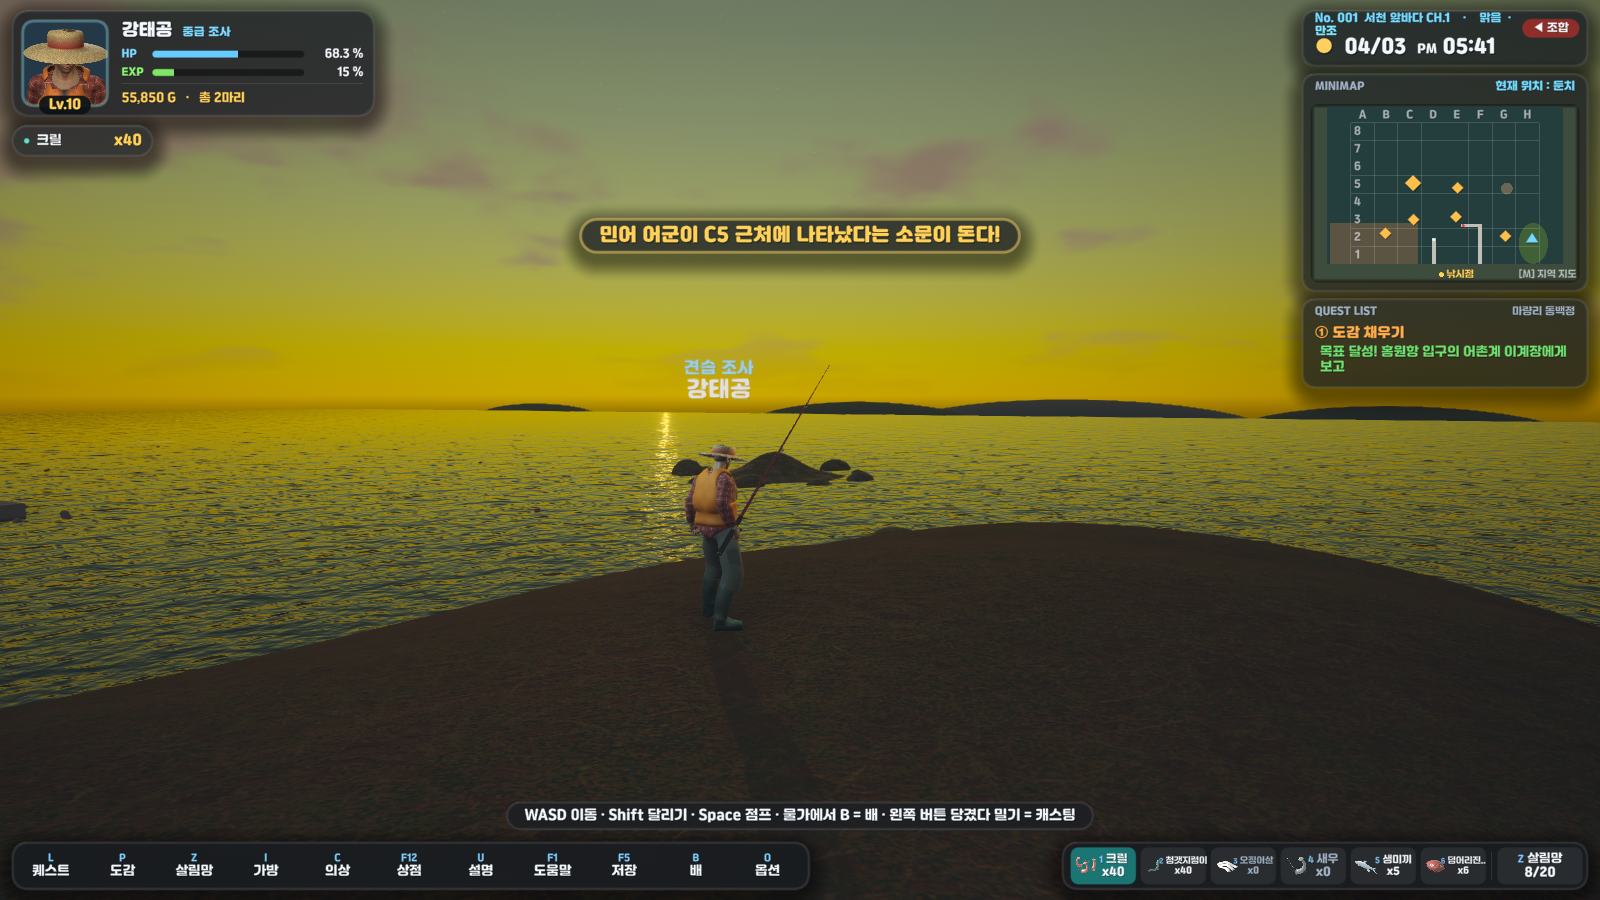 강태공 중급 조사
HP 68.3 %
EXP 15 %
Lv.10
55,850 G · 총 2마리
크릴 x40
No. 001 서천 앞바다 CH.1 · 맑음 · 만조
04/03 PM 05:41
◀ 조합
MINIMAP 현재 위치 : 둔치
A B C D E F G H
8
7
6
5
4
3
2
1
낚시점 [M] 지역 지도
QUEST LIST 마량리 동백정
① 도감 채우기
목표 달성! 홍원항 입구의 어촌계 이계장에게
보고
민어 어군이 C5 근처에 나타났다는 소문이 돈다!
견습 조사
강태공
WASD 이동 · Shift 달리기 · Space 점프 · 물가에서 B = 배 · 왼쪽 버튼 당겼다 밀기 = 캐스팅
L 퀘스트
P 도감
Z 살림망
I 가방
C 의상
F12 상점
U 설명
F1 도움말
F5 저장
B 배
O 옵션
1 크릴 x40
2 청갯지렁이 x40
3 오징어살 x0
4 새우 x0
5 생미끼 x5
6 덩어리진.. x6
Z 살림망 8/20